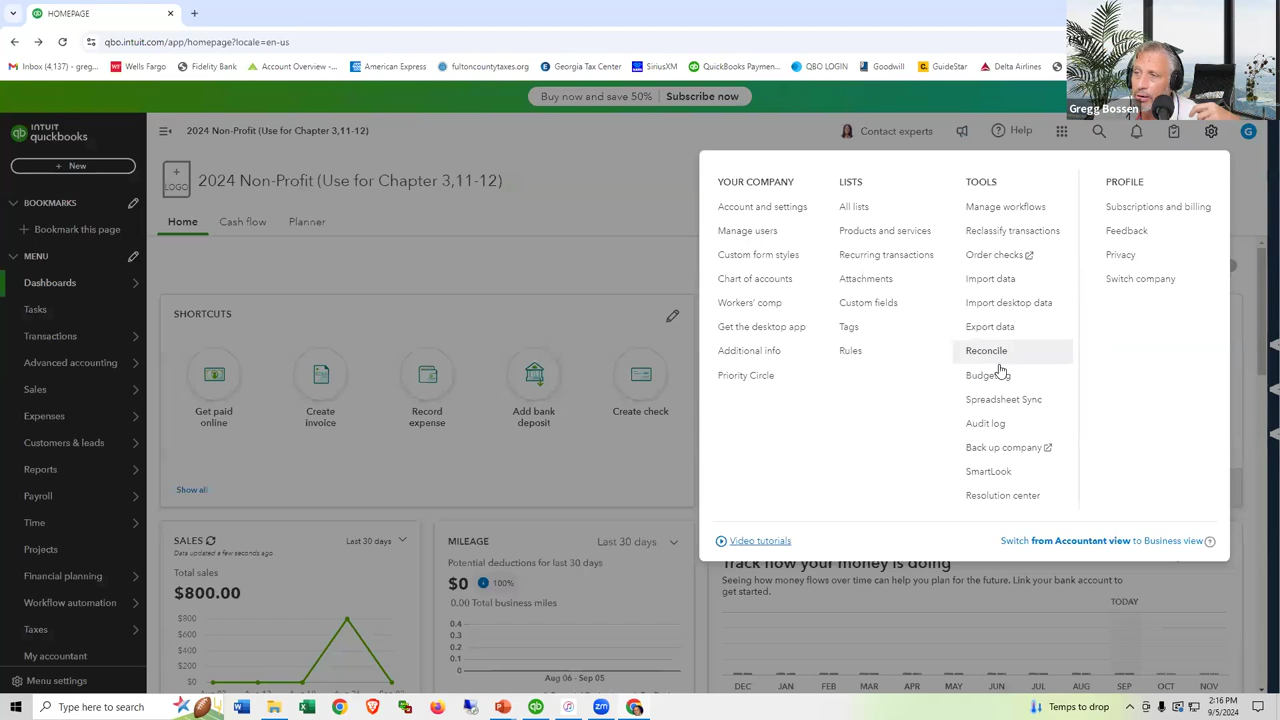 HOMEPAGE
qbo.intuit.com/app/homepage?locale=en-us
Inbox (4,137) - greg...
Wells Fargo
Fidelity Bank
Account Overview -...
American Express
fultoncountytaxes.org
Georgia Tax Center
SiriusXM
QuickBooks Paymen...
QBO LOGIN
Goodwill
GuideStar
Delta Airlines
Gregg Bossen
Buy now and save 50%
Subscribe now
INTUIT
quickbooks
2024 Non-Profit (Use for Chapter 3,11-12)
Contact experts
Help
G
+ New
+
LOGO
2024 Non-Profit (Use for Chapter 3,11-12)
Home
Cash flow
Planner
BOOKMARKS
Bookmark this page
MENU
Dashboards
Tasks
Transactions
Advanced accounting
Sales
Expenses
Customers & leads
Reports
Payroll
Time
Projects
Financial planning
Workflow automation
Taxes
My accountant
Menu settings
SHORTCUTS
Get paid
online
Create
invoice
Record
expense
Add bank
deposit
Create check
Show all
YOUR COMPANY
Account and settings
Manage users
Custom form styles
Chart of accounts
Workers' comp
Get the desktop app
Additional info
Priority Circle
LISTS
All lists
Products and services
Recurring transactions
Attachments
Custom fields
Tags
Rules
TOOLS
Manage workflows
Reclassify transactions
Order checks
Import data
Import desktop data
Export data
Reconcile
Budgeting
Spreadsheet Sync
Audit log
Back up company
SmartLook
Resolution center
PROFILE
Subscriptions and billing
Feedback
Privacy
Switch company
Video tutorials
Switch from Accountant view to Business view
SALES
Last 30 days
Data updated a few seconds ago
Total sales
$800.00
$800
$600
$400
$200
$0
MILEAGE
Last 30 days
Potential deductions for last 30 days
$0
100%
0.00 Total business miles
0.4
0.3
0.2
0.1
0
Aug 06 - Sep 05
Track how your money is doing
Seeing how money flows over time can help you plan for the future. Link your bank account to
get started.
TODAY
DEC JAN FEB MAR APR MAY JUN JUL AUG SEP OCT NOV
Type here to search
Temps to drop
2:16 PM
9/5/2024